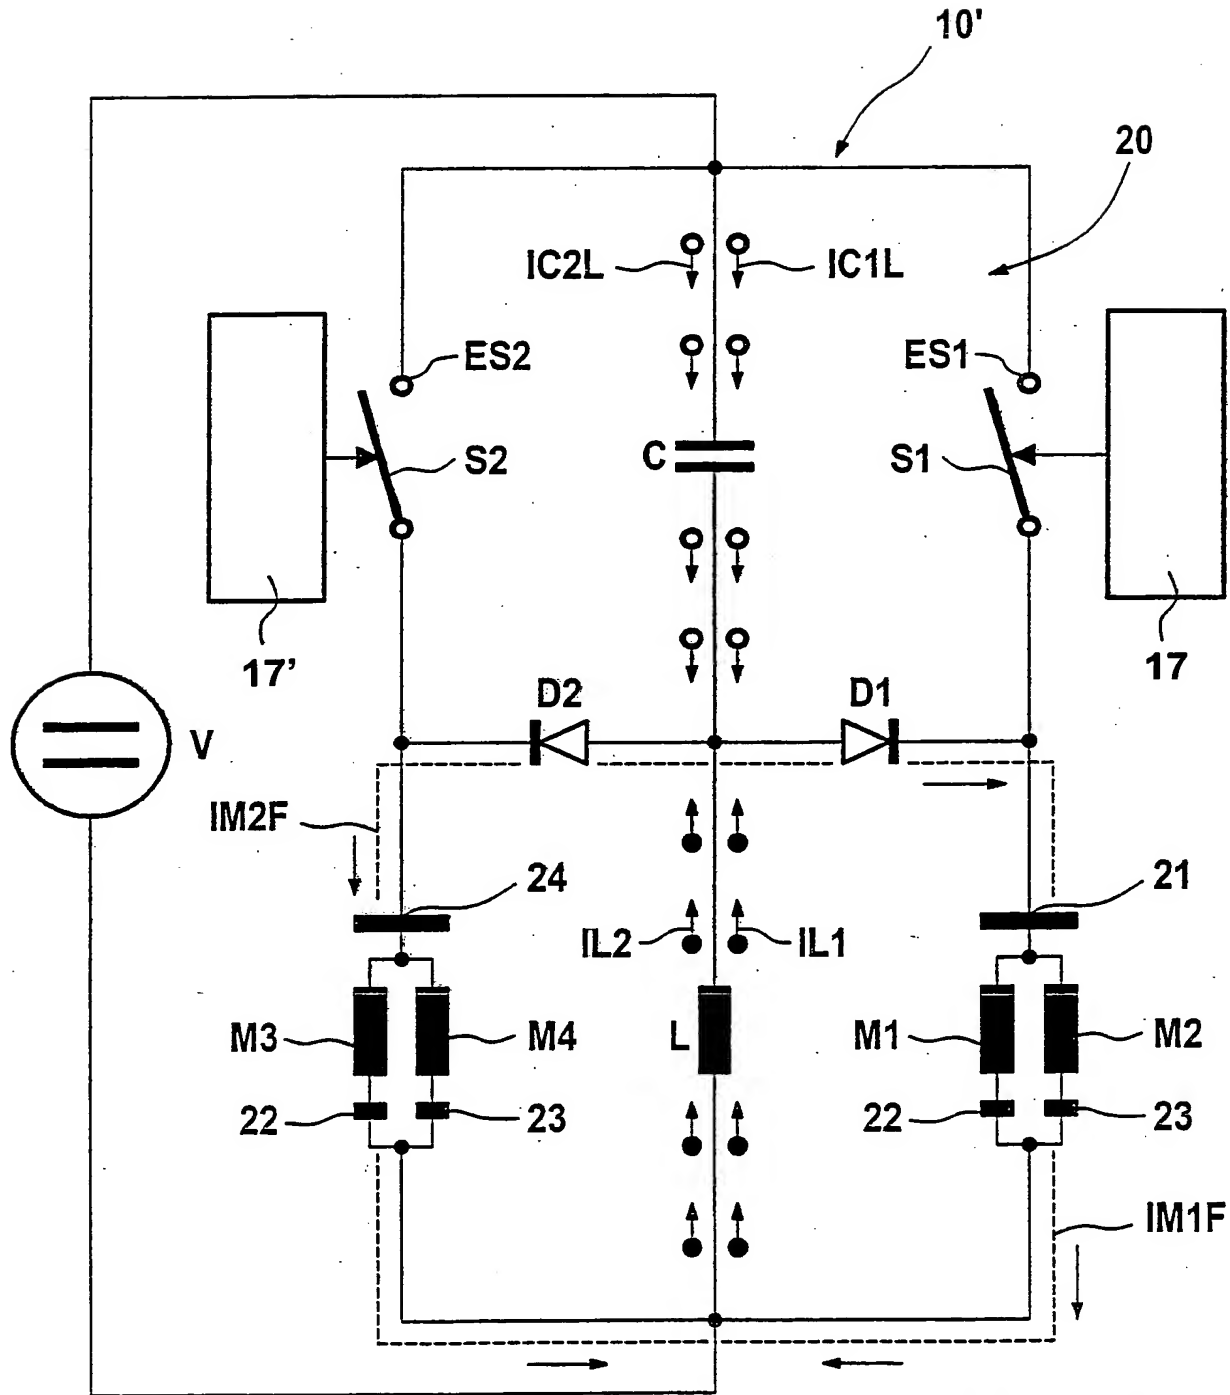 10'
20
IC2L IC1L
ES2 ES1
S2 C S1
17' 17
D2 D1
V
IM2F
24 21
IL2 IL1
M3 M4 L M1 M2
22 23 22 23
IM1F